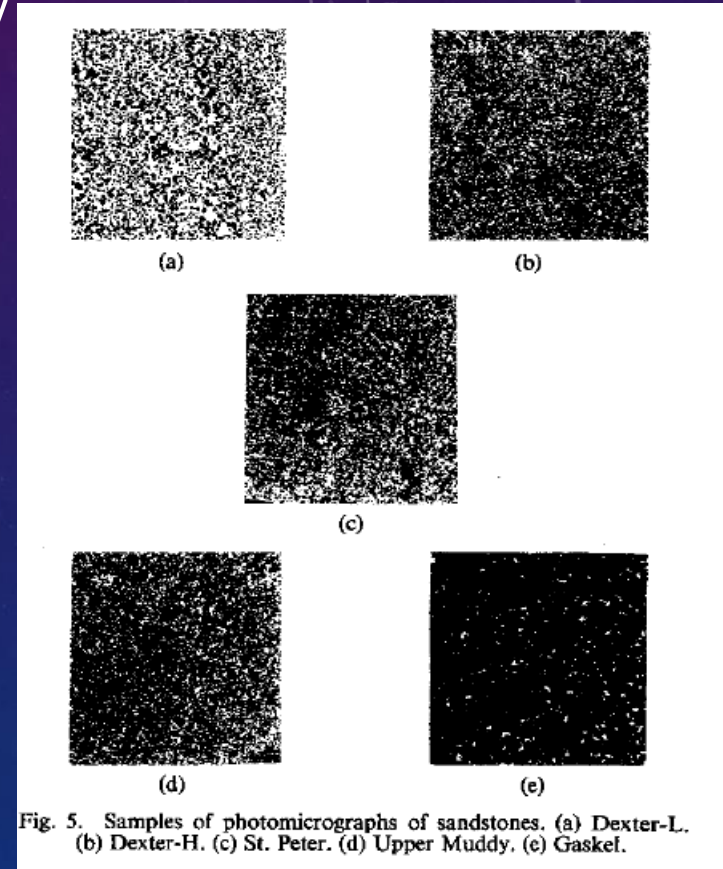 (a)
(b)
(c)
(d)
(e)
Fig. 5. Samples of photomicrographs of sandstones. (a) Dexter-L.
(b) Dexter-H. (c) St. Peter. (d) Upper Muddy. (e) Gaskel.